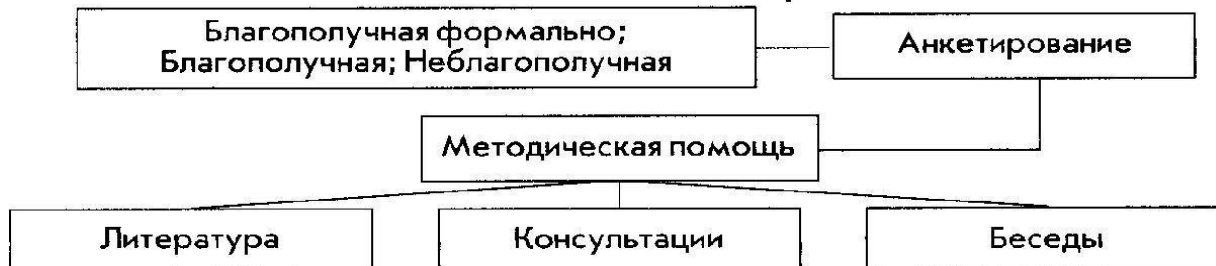 Благополучная формально;
Благополучная; Неблагополучная
Анкетирование
Методическая помощь
Литература
Консультации
Беседы